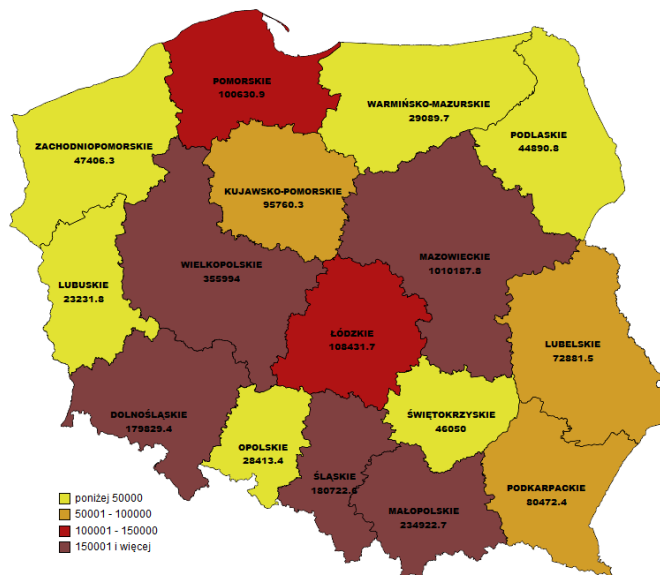 POMORSKIE
100630.9
WARMIŃSKO-MAZURSKIE
29089.7
PODLASKIE
44890.8
ZACHODNIOPOMORSKIE
47406.3
KUJAWSKO-POMORSKIE
95760.3
WIELKOPOLSKIE
355994
MAZOWIECKIE
1010187.8
LUBUSKIE
23231.8
ŁÓDZKIE
108431.7
LUBELSKIE
72881.5
DOLNOŚLĄSKIE
179829.4
ŚWIĘTOKRZYSKIE
46050
OPOLSKIE
28413.4
ŚLĄSKIE
180722.6
PODKARPACKIE
80472.4
MAŁOPOLSKIE
234922.7
poniżej 50000
50001 - 100000
100001 - 150000
150001 i więcej